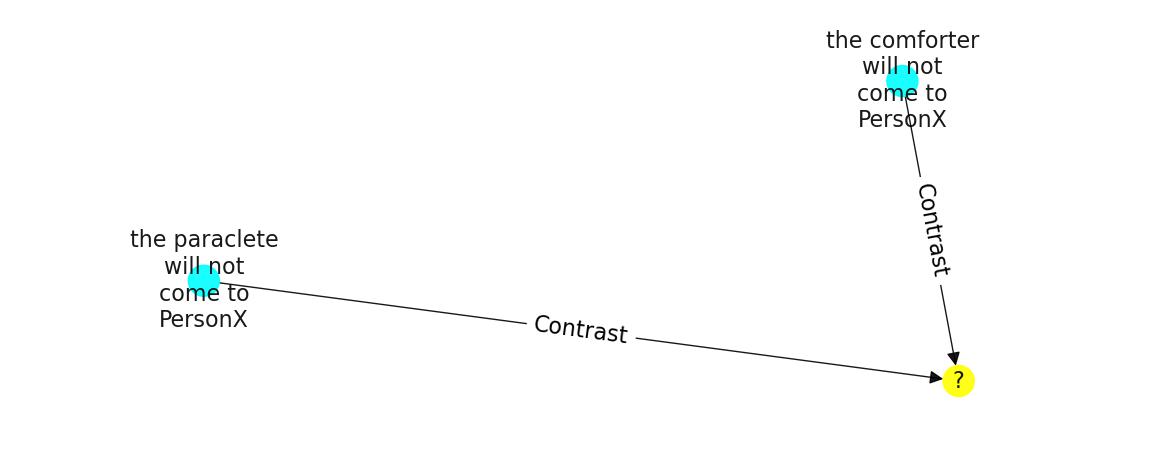 the comforter
will not
come to
PersonX
Contrast
the paraclete
will not
come to
PersonX
Contrast
?